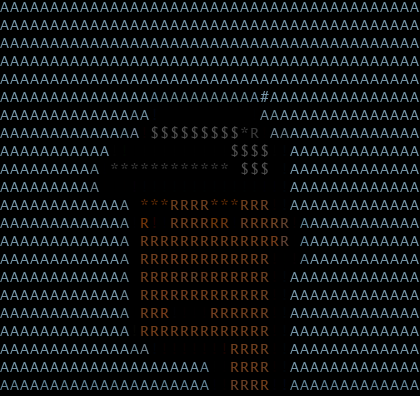 AAAAAAAAAAAAAAAAAAAAAAAAAAAAAAAAAAAAAAAAAA
AAAAAAAAAAAAAAAAAAAAAAAAAAAAAAAAAAAAAAAAAA
AAAAAAAAAAAAAAAAAAAAAAAAAAAAAAAAAAAAAAAAAA
AAAAAAAAAAAAAAAAAAAAAAAAAAAAAAAAAAAAAAAAAA
AAAAAAAAAAAAAAAAAAAAAAAAAAAAAAAAAAAAAAAAAA
AAAAAAAAAAAAAAAAAAAAAAAAAA#AAAAAAAAAAAAAAA
AAAAAAAAAAAAAAA           AAAAAAAAAAAAAAAA
AAAAAAAAAAAAAA $$$$$$$$$*R AAAAAAAAAAAAAAA
AAAAAAAAAAA            $$$$  AAAAAAAAAAAAA
AAAAAAAAAA ************ $$$  AAAAAAAAAAAAA
AAAAAAAAAA                   AAAAAAAAAAAAA
AAAAAAAAAAAAA ***RRRR***RRR  AAAAAAAAAAAAA
AAAAAAAAAAAAA R  RRRRRR RRRRR AAAAAAAAAAAA
AAAAAAAAAAAAA RRRRRRRRRRRRRRR AAAAAAAAAAAA
AAAAAAAAAAAAA RRRRRRRRRRRRR   AAAAAAAAAAAA
AAAAAAAAAAAAA RRRRRRRRRRRRR  AAAAAAAAAAAAA
AAAAAAAAAAAAA RRRRRRRRRRRRR  AAAAAAAAAAAAA
AAAAAAAAAAAAA RRR    RRRRRR  AAAAAAAAAAAAA
AAAAAAAAAAAAA RRRRRRRRRRRRR  AAAAAAAAAAAAA
AAAAAAAAAAAAAAA        RRRR  AAAAAAAAAAAAA
AAAAAAAAAAAAAAAAAAAAA  RRRR  AAAAAAAAAAAAA
AAAAAAAAAAAAAAAAAAAAA  RRRR  AAAAAAAAAAAAA